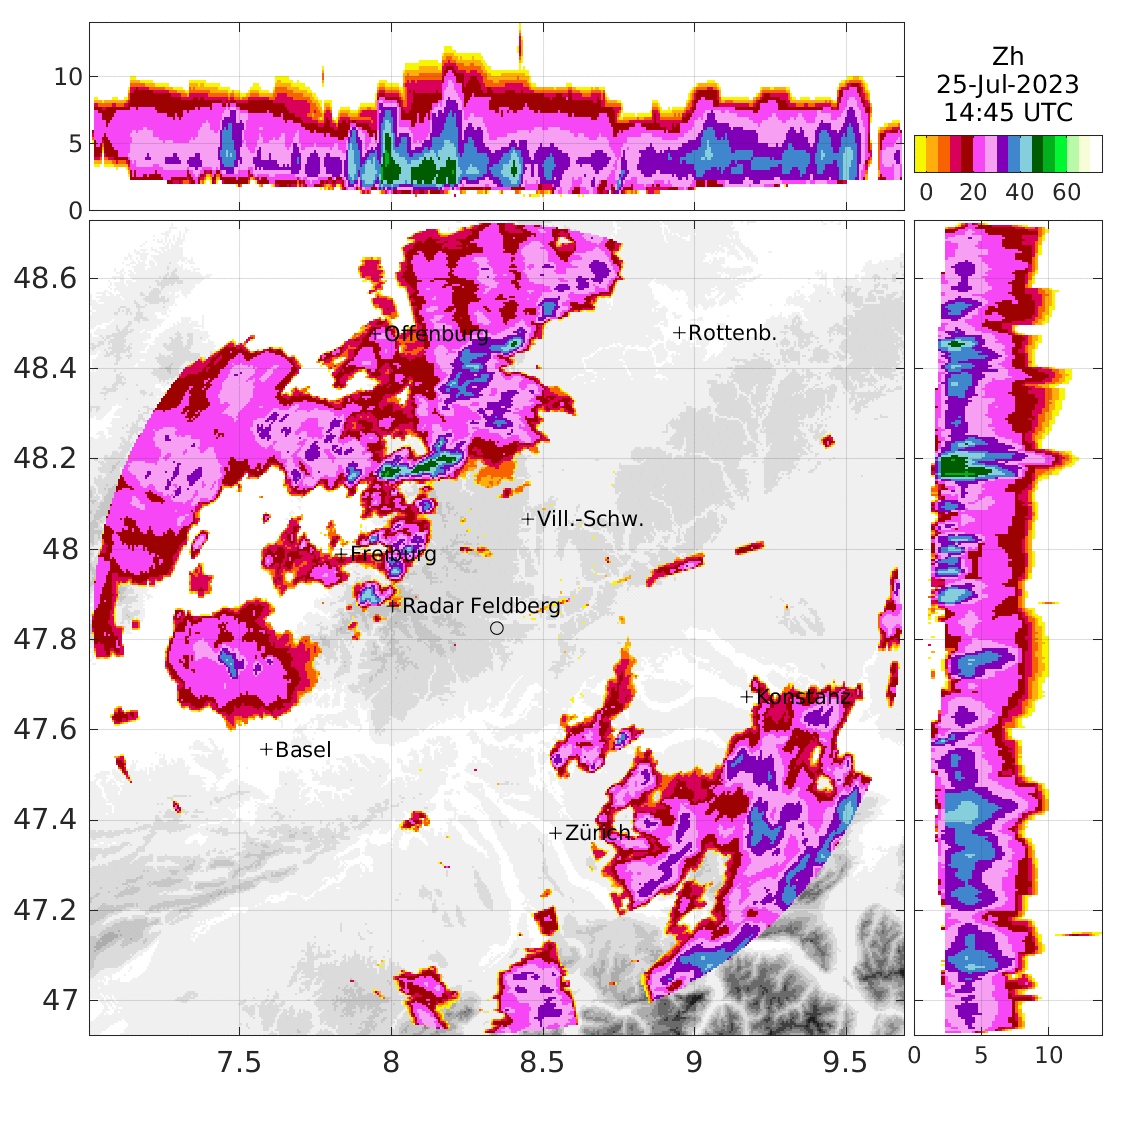 10
5
0
Zh
25-Jul-2023
14:45 UTC
0 20 40 60
48.6
48.4
48.2
48
47.8
47.6
47.4
47.2
47
+Offenburg
+Rottenb.
+Vill.-Schw.
+Freiburg
+Radar Feldberg
+Konstanz
+Basel
+Zürich
7.5 8 8.5 9 9.5
0 5 10